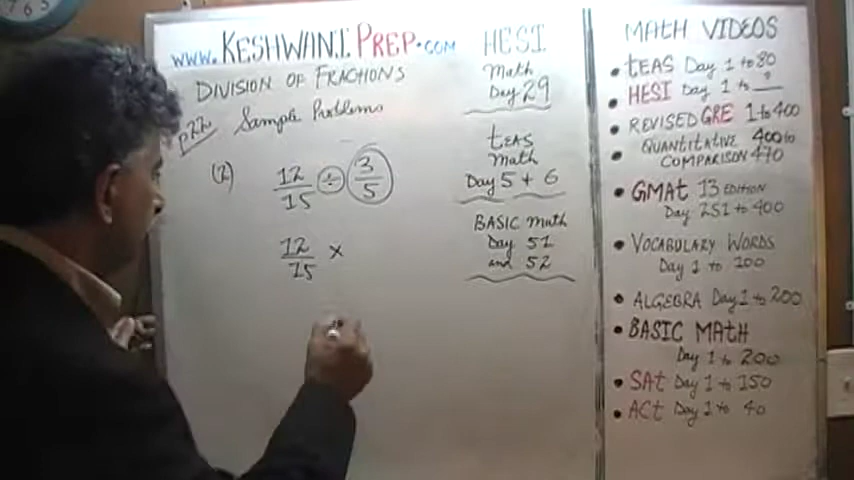 www.KESHWANI PREP.COM
DIVISION OF FRACTIONS
P22 Sample Problems
(2) 12/15 ÷ 3/5
12/15 ×
HESI
Math
Day 29
tEAS
math
Day 5 + 6
BASIC math
Day 51
and 52
MATH VIDEOS
• tEAS Day 1 to 80
• HESI Day 1 to ?
• REVISED GRE 1 to 400
• QUANTITATIVE 400 to
COMPARISON 470
• GMAt 13 EDITION
Day 251 to 400
• VOCABULARY WORDS
Day 1 to 100
• ALGEBRA Day 1 to 200
• BASIC MATH
Day 1 to 200
• SAt Day 1 to 150
• ACt Day 1 to 40
7 6 5